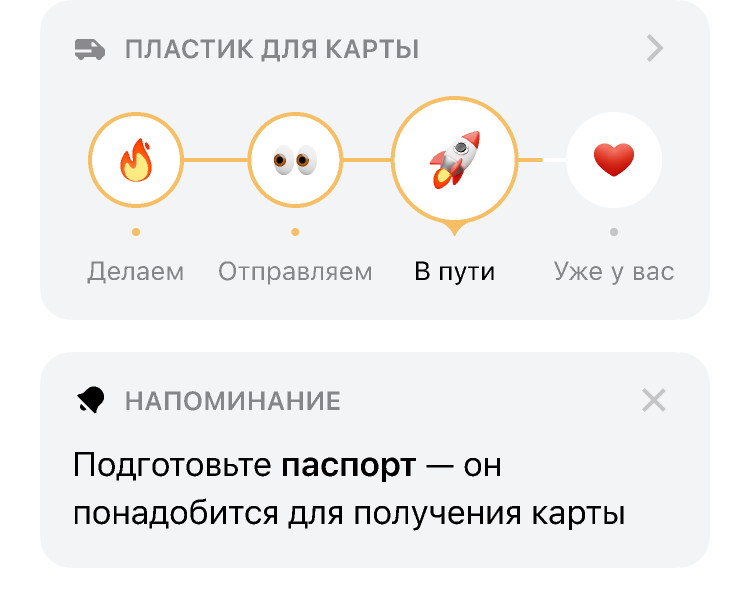 ПЛАСТИК ДЛЯ КАРТЫ
Делаем Отправляем В пути Уже у вас
НАПОМИНАНИЕ
Подготовьте паспорт — он
понадобится для получения карты